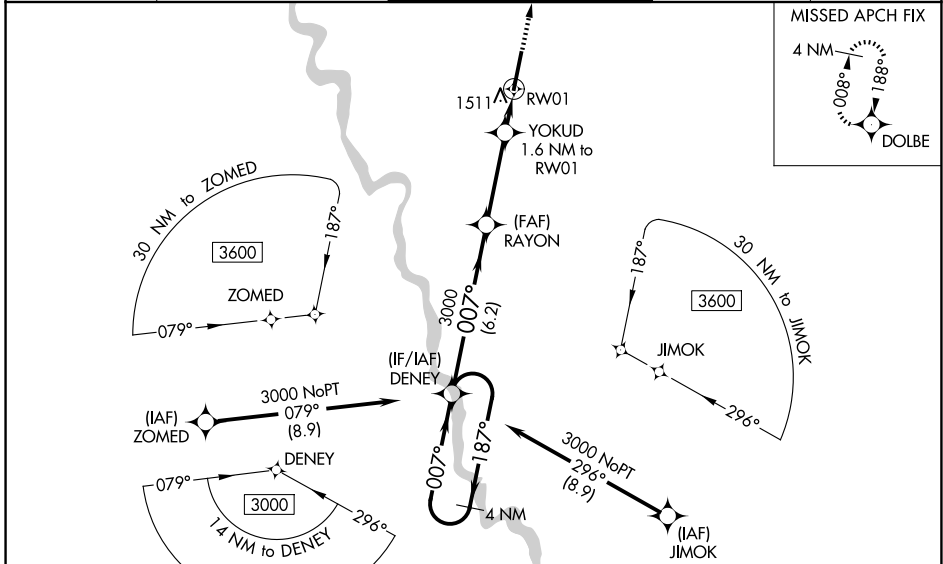 MISSED APCH FIX
4 NM
008°
188°
DOLBE
1511
RW01
YOKUD
1.6 NM to
RW01
(FAF)
RAYON
30 NM to ZOMED
3600
187°
ZOMED
079°
30 NM to JIMOK
187°
3600
JIMOK
296°
3000
007°
(6.2)
(IF/IAF)
DENEY
3000 NoPT
079°
(8.9)
(IAF)
ZOMED
007°
187°
4 NM
3000 NoPT
296°
(8.9)
(IAF)
JIMOK
DENEY
079°
3000
296°
14 NM to DENEY